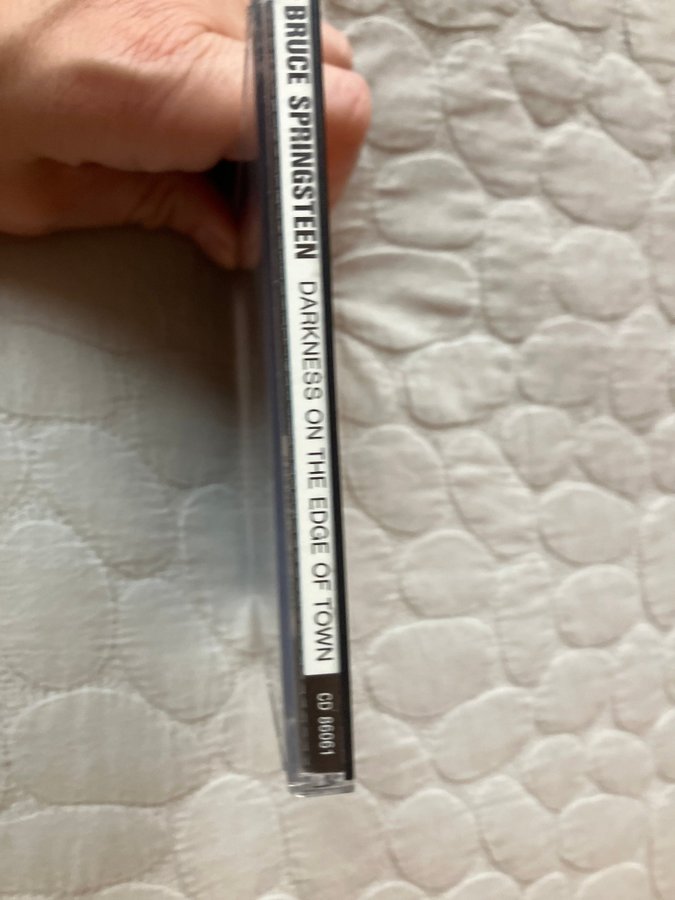 BRUCE SPRINGSTEEN DARKNESS ON THE EDGE OF TOWN CD 86061